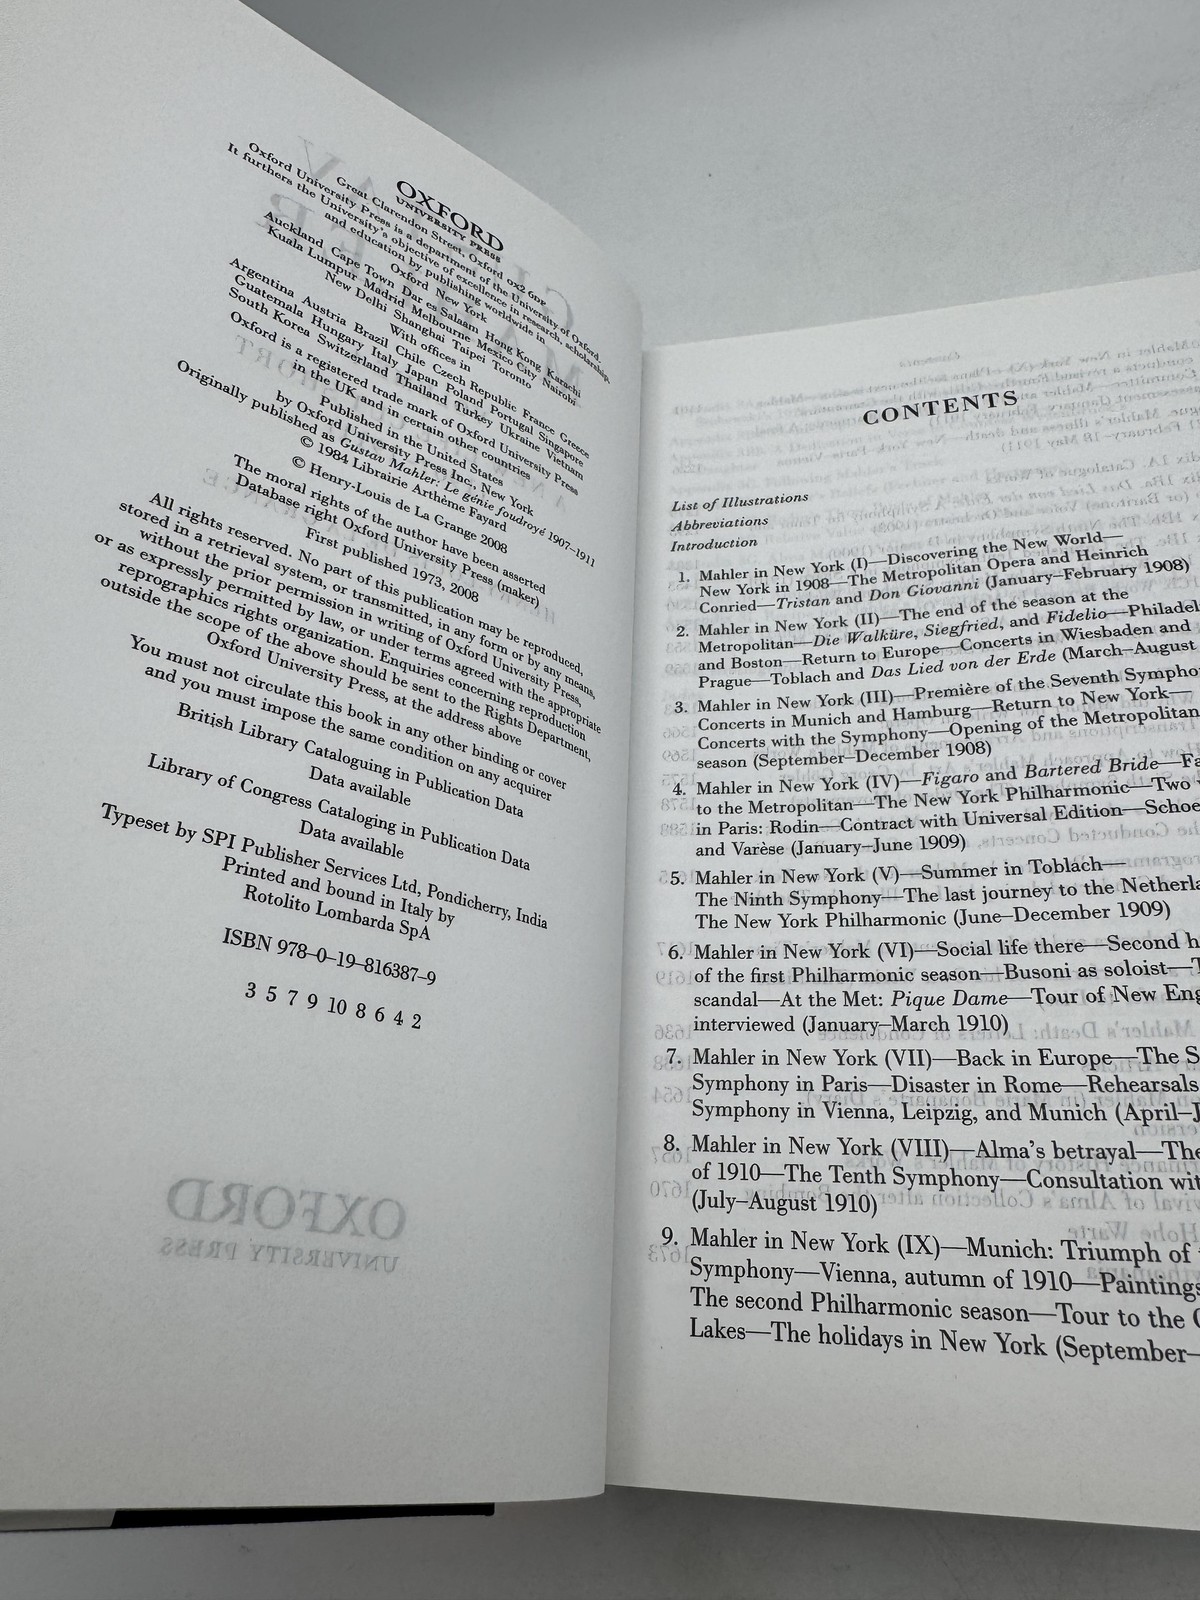 OXFORD
UNIVERSITY PRESS
Great Clarendon Street, Oxford OX2 6DP
Oxford University Press is a department of the University of Oxford.
It furthers the University's objective of excellence in research, scholarship,
and education by publishing worldwide in
Oxford New York
Auckland Cape Town Dar es Salaam Hong Kong Karachi
Kuala Lumpur Madrid Melbourne Mexico City Nairobi
New Delhi Shanghai Taipei Toronto
With offices in
Argentina Austria Brazil Chile Czech Republic France Greece
Guatemala Hungary Italy Japan Poland Portugal Singapore
South Korea Switzerland Thailand Turkey Ukraine Vietnam
Oxford is a registered trade mark of Oxford University Press
in the UK and in certain other countries
Published in the United States
by Oxford University Press Inc., New York
Originally published as Gustav Mahler: Le génie foudroyé 1907–1911
© 1984 Librairie Arthème Fayard
© Henry-Louis de La Grange 2008
The moral rights of the author have been asserted
Database right Oxford University Press (maker)
First published 1973, 2008
All rights reserved. No part of this publication may be reproduced,
stored in a retrieval system, or transmitted, in any form or by any means,
without the prior permission in writing of Oxford University Press,
or as expressly permitted by law, or under terms agreed with the appropriate
reprographics rights organization. Enquiries concerning reproduction
outside the scope of the above should be sent to the Rights Department,
Oxford University Press, at the address above
You must not circulate this book in any other binding or cover
and you must impose the same condition on any acquirer
British Library Cataloguing in Publication Data
Data available
Library of Congress Cataloging in Publication Data
Data available
Typeset by SPI Publisher Services Ltd, Pondicherry, India
Printed and bound in Italy by
Rotolito Lombarda SpA
ISBN 978–0–19–816387–9
3 5 7 9 10 8 6 4 2
CONTENTS
List of Illustrations
Abbreviations
Introduction
1. Mahler in New York (I)—Discovering the New World—
New York in 1908—The Metropolitan Opera and Heinrich
Conried—Tristan and Don Giovanni (January–February 1908)
2. Mahler in New York (II)—The end of the season at the
Metropolitan—Die Walküre, Siegfried, and Fidelio—Philadel
and Boston—Return to Europe—Concerts in Wiesbaden and
Prague—Toblach and Das Lied von der Erde (March–August
3. Mahler in New York (III)—Première of the Seventh Sympho
Concerts in Munich and Hamburg—Return to New York—
Concerts with the Symphony—Opening of the Metropolitan
season (September–December 1908)
4. Mahler in New York (IV)—Figaro and Bartered Bride—Fa
to the Metropolitan—The New York Philharmonic—Two
in Paris: Rodin—Contract with Universal Edition—Schoe
and Varèse (January–June 1909)
5. Mahler in New York (V)—Summer in Toblach—
The Ninth Symphony—The last journey to the Netherla
The New York Philharmonic (June–December 1909)
6. Mahler in New York (VI)—Social life there—Second h
of the first Philharmonic season—Busoni as soloist—T
scandal—At the Met: Pique Dame—Tour of New Eng
interviewed (January–March 1910)
7. Mahler in New York (VII)—Back in Europe—The S
Symphony in Paris—Disaster in Rome—Rehearsals
Symphony in Vienna, Leipzig, and Munich (April–J
8. Mahler in New York (VIII)—Alma's betrayal—The
of 1910—The Tenth Symphony—Consultation wit
(July–August 1910)
9. Mahler in New York (IX)—Munich: Triumph of
Symphony—Vienna, autumn of 1910—Paintings
The second Philharmonic season—Tour to the
Lakes—The holidays in New York (September–